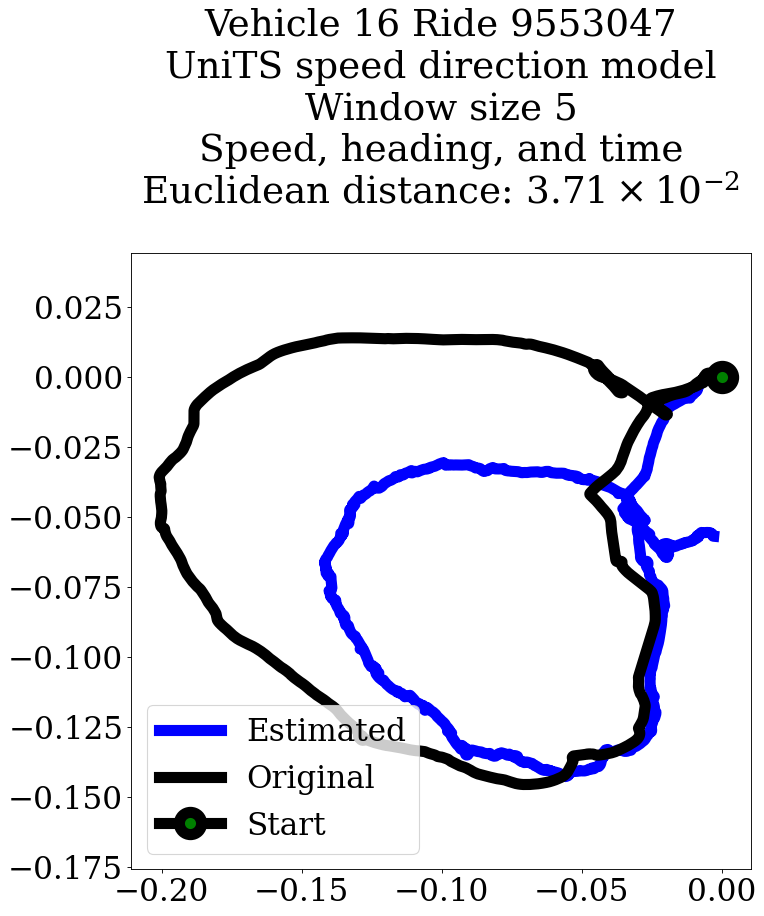 Vehicle 16 Ride 9553047
UniTS speed direction model
Window size 5
Speed, heading, and time
Euclidean distance: 3.71 × 10⁻²
0.025
0.000
−0.025
−0.050
−0.075
−0.100
−0.125
−0.150
−0.175
Estimated
Original
Start
−0.20 −0.15 −0.10 −0.05 0.00